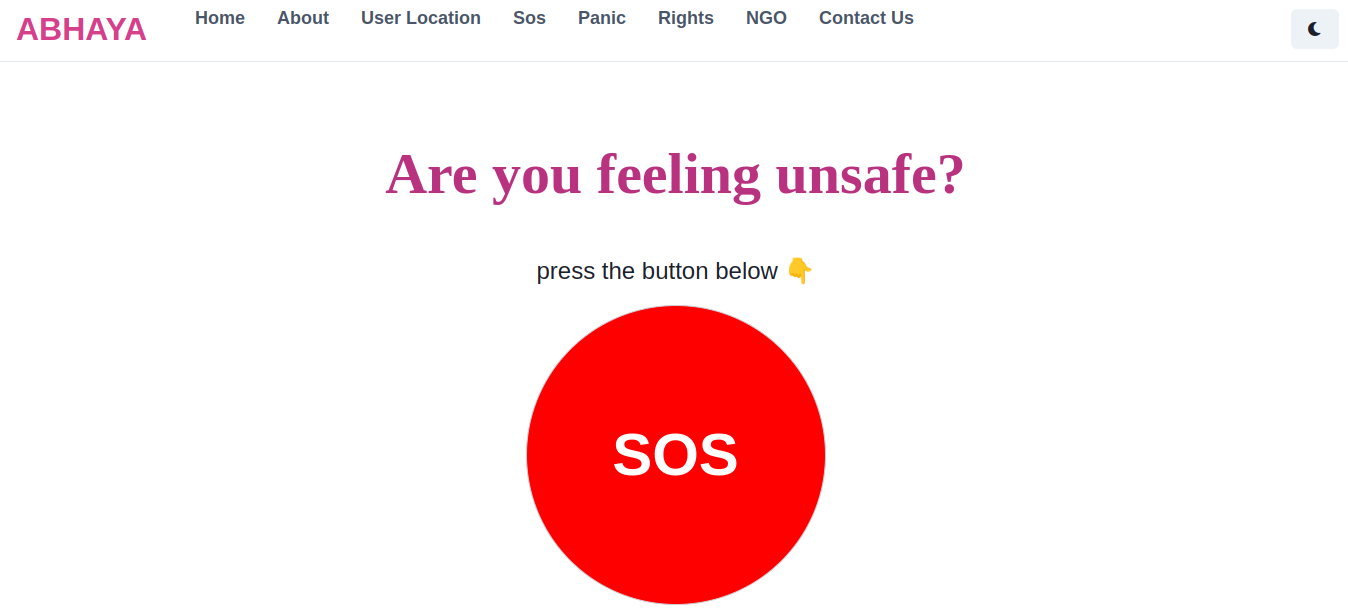 ABHAYA Home About User Location Sos Panic Rights NGO Contact Us
Are you feeling unsafe?
press the button below 👇
SOS